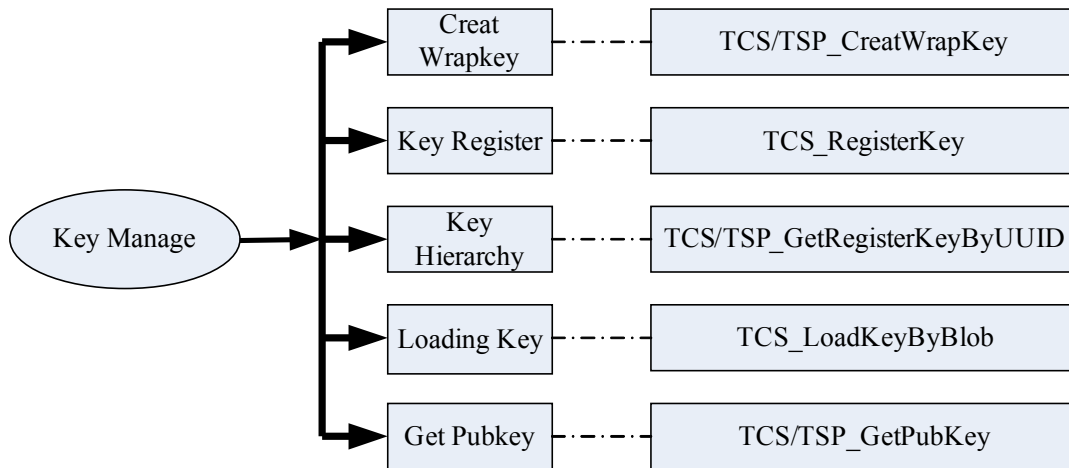 Creat
Wrapkey
TCS/TSP_CreatWrapKey
Key Register
TCS_RegisterKey
Key Manage
Key
Hierarchy
TCS/TSP_GetRegisterKeyByUUID
Loading Key
TCS_LoadKeyByBlob
Get Pubkey
TCS/TSP_GetPubKey